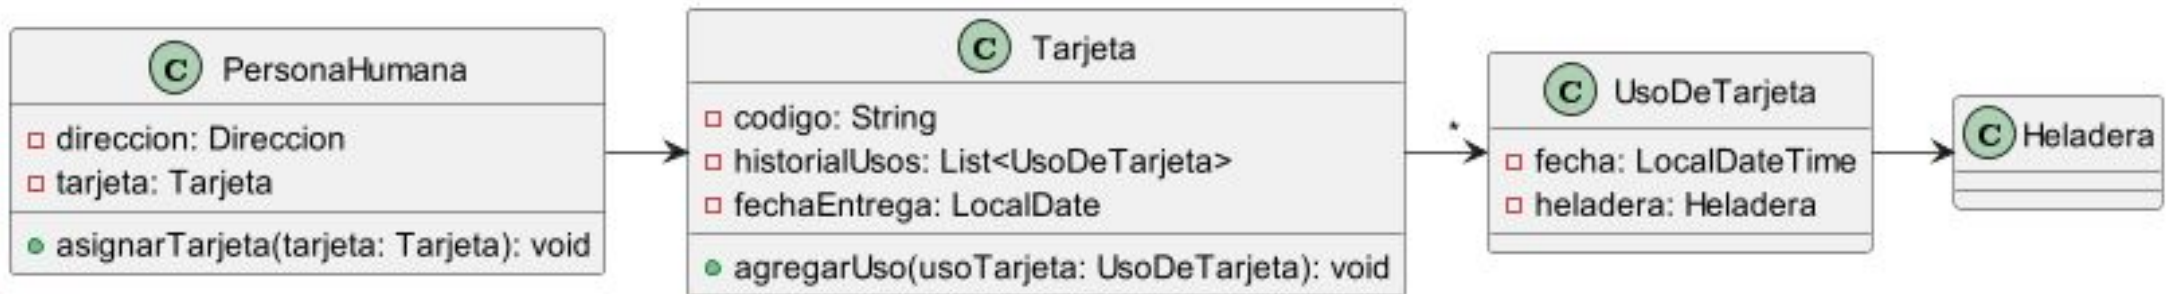 C PersonaHumana
direccion: Direccion
tarjeta: Tarjeta
asignarTarjeta(tarjeta: Tarjeta): void
C Tarjeta
codigo: String
historialUsos: List<UsoDeTarjeta>
fechaEntrega: LocalDate
agregarUso(usoTarjeta: UsoDeTarjeta): void
*
C UsoDeTarjeta
fecha: LocalDateTime
heladera: Heladera
C Heladera